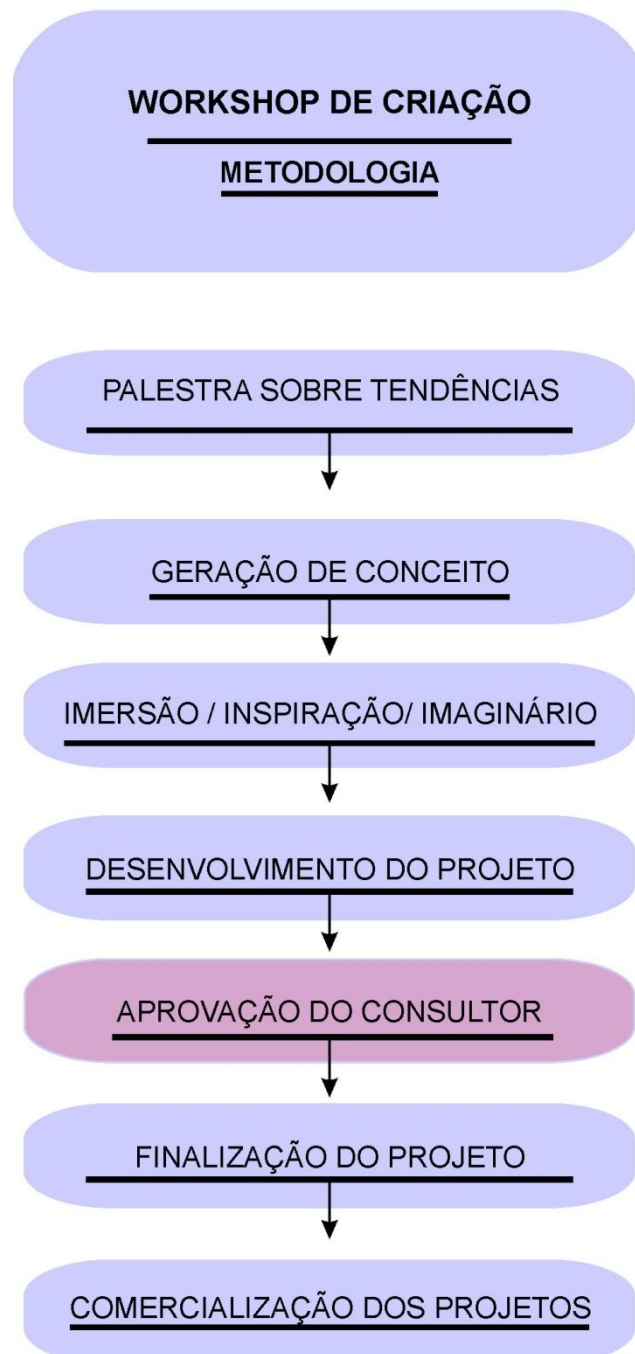 WORKSHOP DE CRIAÇÃO
METODOLOGIA
PALESTRA SOBRE TENDÊNCIAS
GERAÇÃO DE CONCEITO
IMERSÃO / INSPIRAÇÃO/ IMAGINÁRIO
DESENVOLVIMENTO DO PROJETO
APROVAÇÃO DO CONSULTOR
FINALIZAÇÃO DO PROJETO
COMERCIALIZAÇÃO DOS PROJETOS